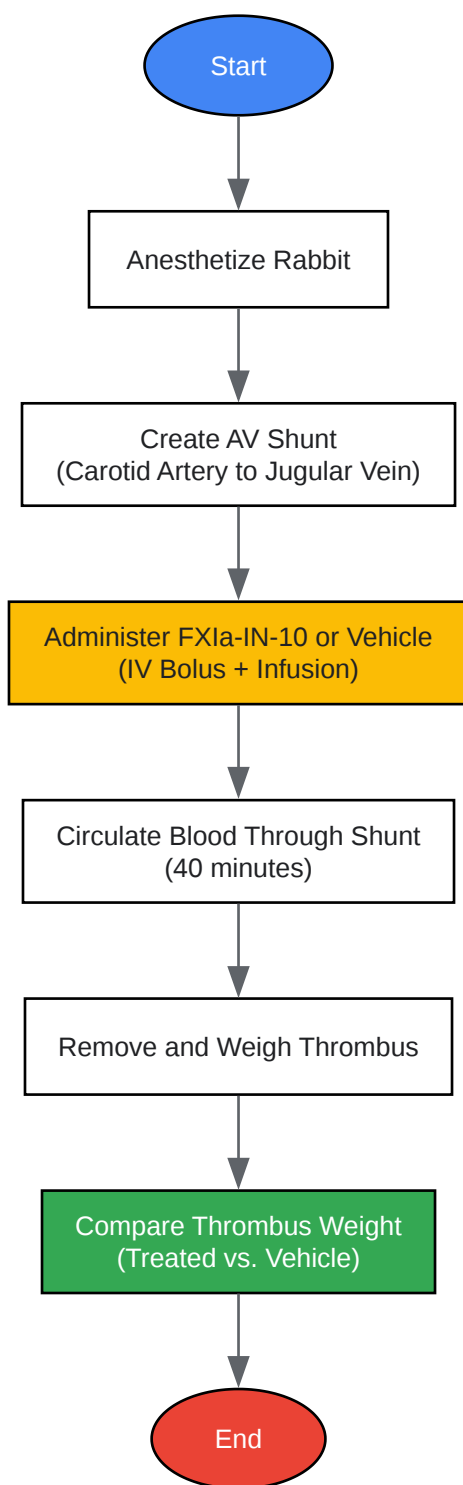 Start
Anesthetize Rabbit
Create AV Shunt
(Carotid Artery to Jugular Vein)
Administer FXIa-IN-10 or Vehicle
(IV Bolus + Infusion)
Circulate Blood Through Shunt
(40 minutes)
Remove and Weigh Thrombus
Compare Thrombus Weight
(Treated vs. Vehicle)
End